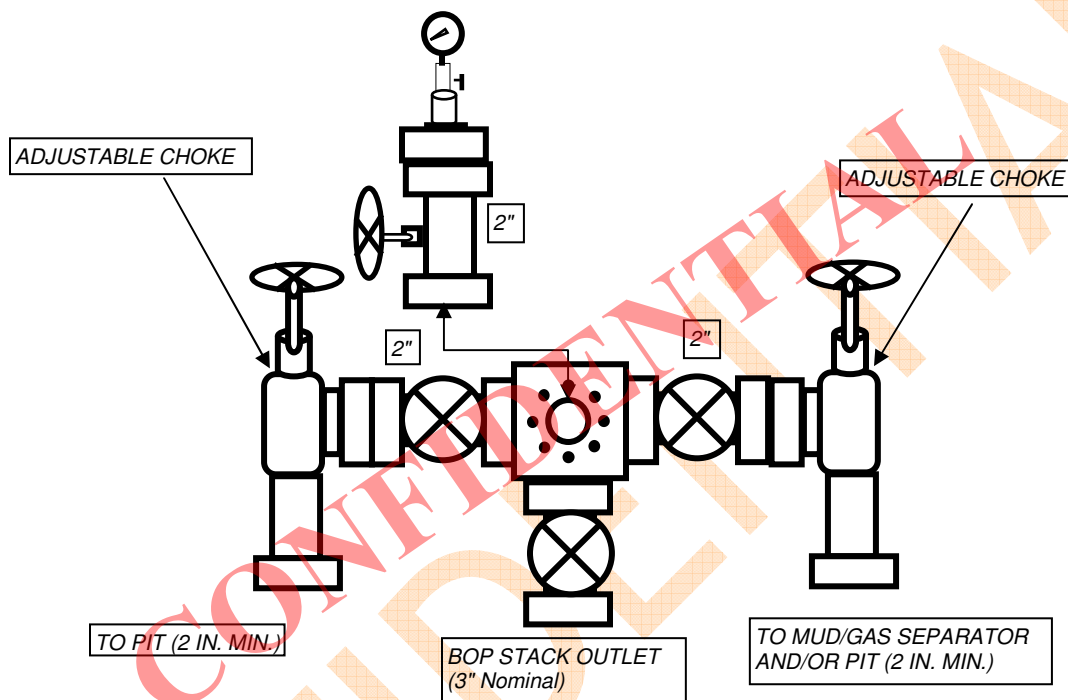 ADJUSTABLE CHOKE
ADJUSTABLE CHOKE
2"
2"
2"
TO PIT (2 IN. MIN.)
BOP STACK OUTLET
(3" Nominal)
TO MUD/GAS SEPARATOR
AND/OR PIT (2 IN. MIN.)
CONFIDENTIAL